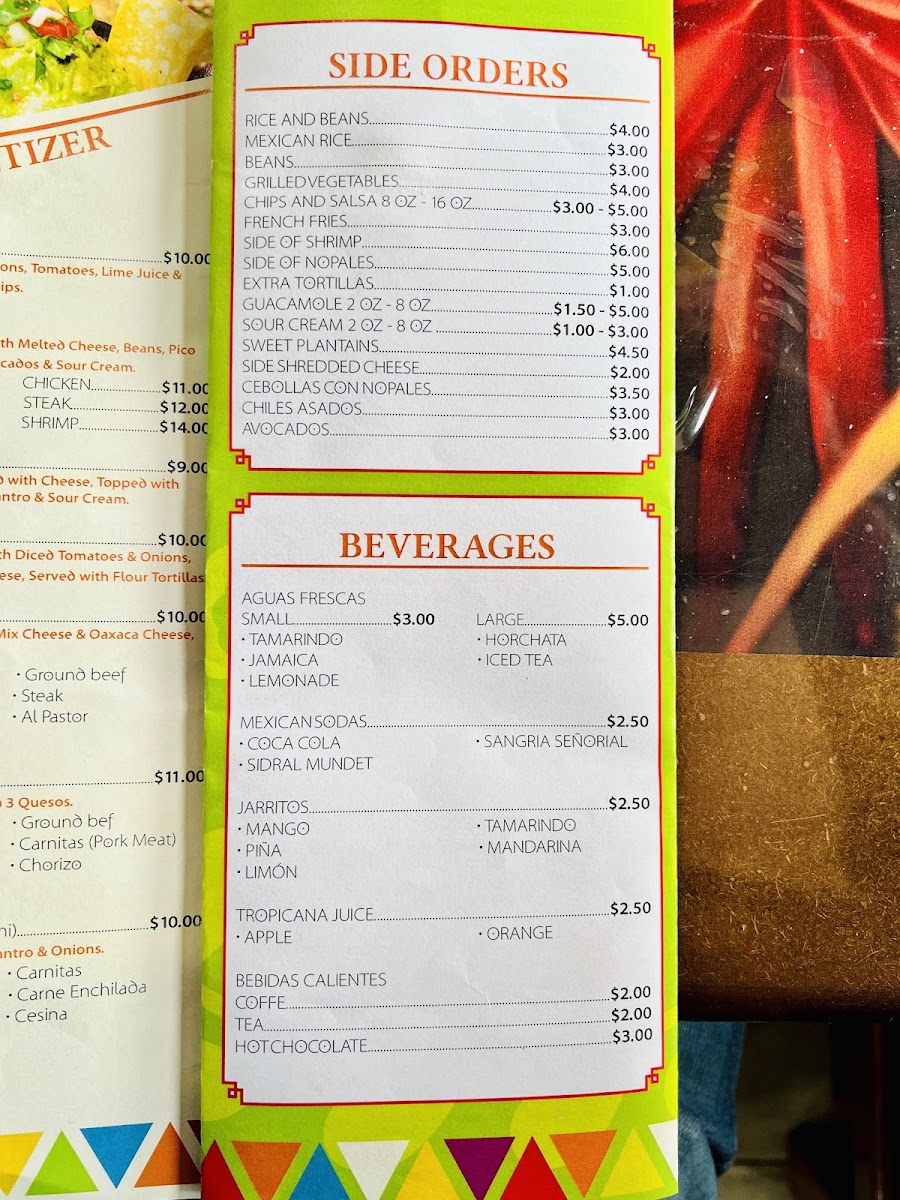 TIZER
$10.00
ons, Tomatoes, Lime Juice &
ips.
th Melted Cheese, Beans, Pico
cados & Sour Cream.
CHICKEN $11.00
STEAK $12.00
SHRIMP $14.00
$9.00
d with Cheese, Topped with
ntro & Sour Cream.
$10.00
th Diced Tomatoes & Onions,
ese, Served with Flour Tortillas
$10.00
Mix Cheese & Oaxaca Cheese,
• Ground beef
• Steak
• Al Pastor
$11.00
3 Quesos.
• Ground bef
• Carnitas (Pork Meat)
• Chorizo
ni) $10.00
antro & Onions.
• Carnitas
• Carne Enchilada
• Cesina
SIDE ORDERS
RICE AND BEANS $4.00
MEXICAN RICE $3.00
BEANS $3.00
GRILLED VEGETABLES $4.00
CHIPS AND SALSA 8 OZ - 16 OZ $3.00 - $5.00
FRENCH FRIES $3.00
SIDE OF SHRIMP $6.00
SIDE OF NOPALES $5.00
EXTRA TORTILLAS $1.00
GUACAMOLE 2 OZ - 8 OZ $1.50 - $5.00
SOUR CREAM 2 OZ - 8 OZ $1.00 - $3.00
SWEET PLANTAINS $4.50
SIDE SHREDDED CHEESE $2.00
CEBOLLAS CON NOPALES $3.50
CHILES ASADOS $3.00
AVOCADOS $3.00
BEVERAGES
AGUAS FRESCAS
SMALL $3.00 LARGE $5.00
• TAMARINDO • HORCHATA
• JAMAICA • ICED TEA
• LEMONADE
MEXICAN SODAS $2.50
• COCA COLA • SANGRIA SEÑORIAL
• SIDRAL MUNDET
JARRITOS $2.50
• MANGO • TAMARINDO
• PIÑA • MANDARINA
• LIMÓN
TROPICANA JUICE $2.50
• APPLE • ORANGE
BEBIDAS CALIENTES
COFFE $2.00
TEA $2.00
HOT CHOCOLATE $3.00